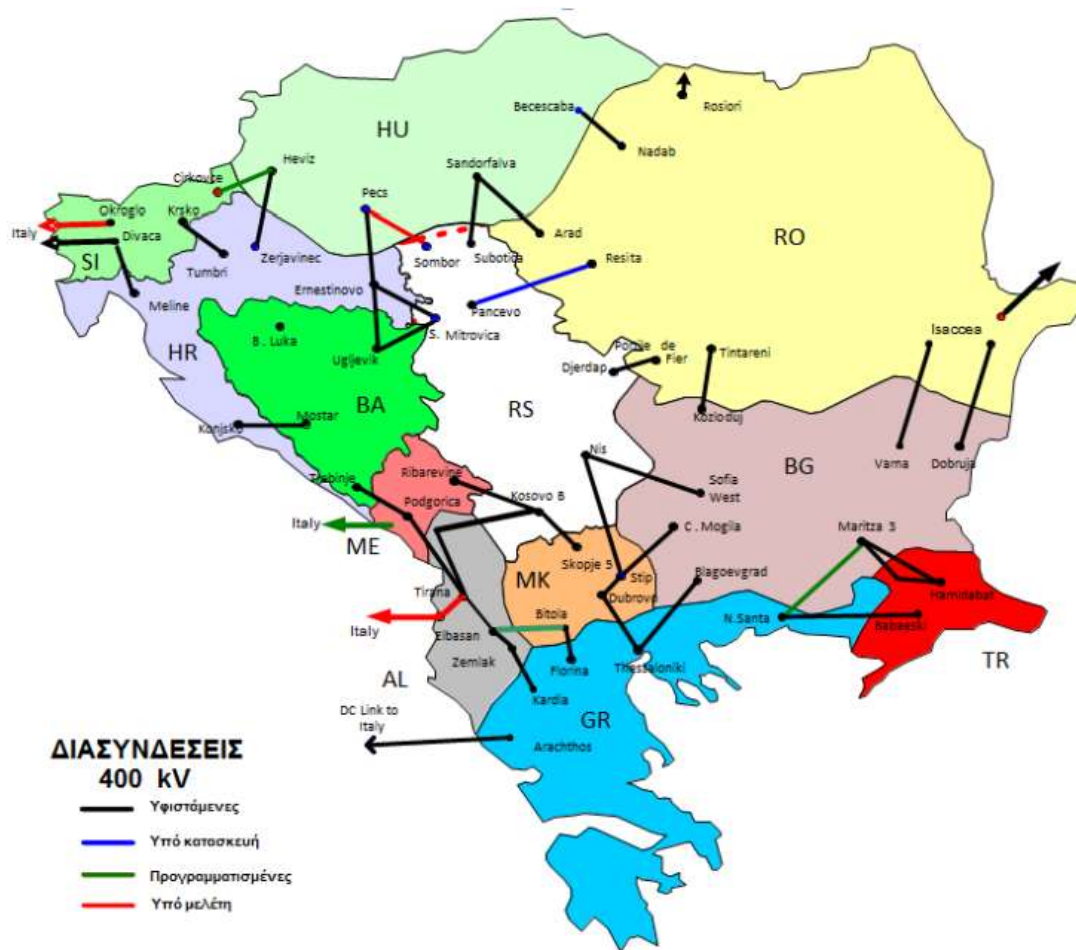 Becescaba
Rosiori
HU
Nadab
Heviz
Sandorfalva
Cirkovce
Pecs
Okroglo
Krsko
Italy
Divaca
RO
Arad
SI
Sombor
Subotica
Resita
Tumbri
Zerjavinec
Ernestinovo
Meline
Pancevo
Isaccea
S. Mitrovica
B. Luka
HR
Ugljevik
Portile de
Fier
Tintareni
Djerdap
BA
RS
Kozloduj
Mostar
Konjsko
Nis
BG
Varna
Dobruja
Ribarevine
Sofia
West
Trebinje
Podgorica
Kosovo B
Italy
C. Mogila
Maritza 3
ME
Skopje 5
MK
Stip
Blagoevgrad
Tirana
Dubrovo
Hamidabat
Italy
Bitola
N.Santa
Babaeski
Elbasan
Zemlak
Florina
Thessaloniki
TR
AL
Kardia
DC Link to
Italy
GR
Arachthos
ΔΙΑΣΥΝΔΕΣΕΙΣ
400 kV
Υφιστάμενες
Υπό κατασκευή
Προγραμματισμένες
Υπό μελέτη